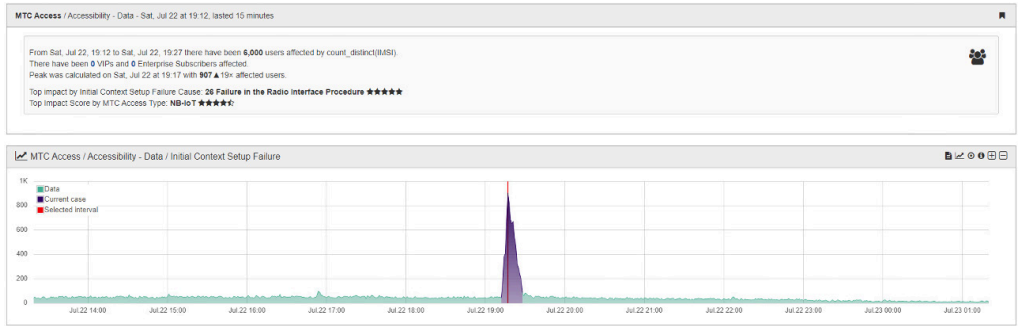 MTC Access / Accessibility - Data - Sat, Jul 22 at 19:12, lasted 15 minutes
From Sat, Jul 22, 19:12 to Sat, Jul 22, 19:27 there have been 6,000 users affected by count_distinct(IMSI).
There have been 0 VIPs and 0 Enterprise Subscribers affected.
Peak was calculated on Sat, Jul 22 at 19:17 with 907▲19× affected users.
Top impact by Initial Context Setup Failure Cause: 26 Failure in the Radio Interface Procedure ★★★★★
Top Impact Score by MTC Access Type: NB-IoT ★★★★⯪
MTC Access / Accessibility - Data / Initial Context Setup Failure
1K
Data
Current case
Selected interval
800
600
400
200
0
Jul.22 14:00 Jul.22 15:00 Jul.22 16:00 Jul.22 17:00 Jul.22 18:00 Jul.22 19:00 Jul.22 20:00 Jul.22 21:00 Jul.22 22:00 Jul.22 23:00 Jul.23 00:00 Jul.23 01:00